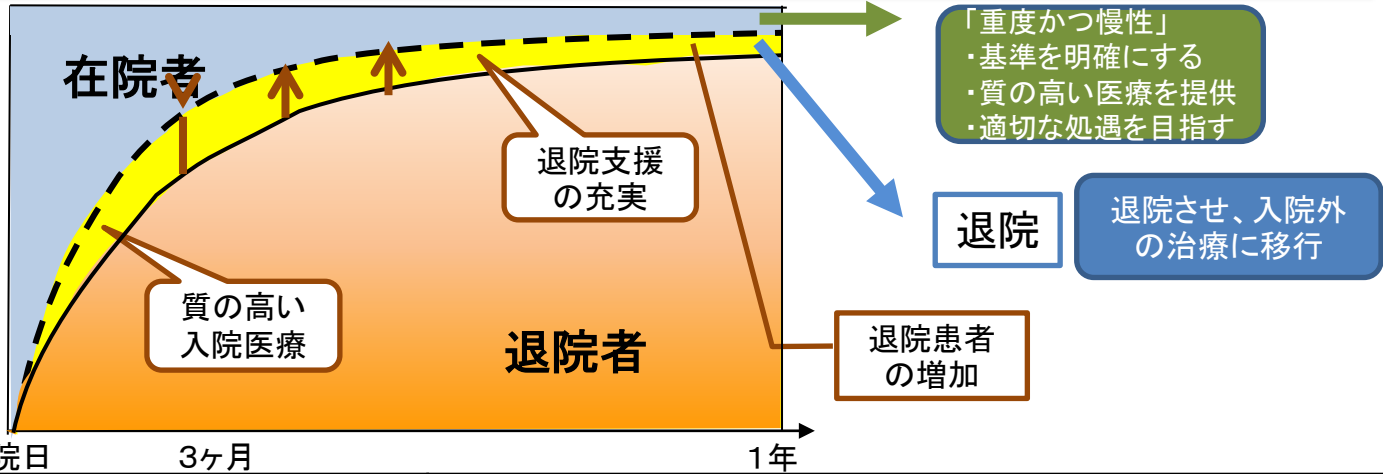 在院者
「重度かつ慢性」
・基準を明確にする
・質の高い医療を提供
・適切な処遇を目指す
退院支援
の充実
退院
退院させ、入院外
の治療に移行
質の高い
入院医療
退院者
退院患者
の増加
院日
3ヶ月
1年